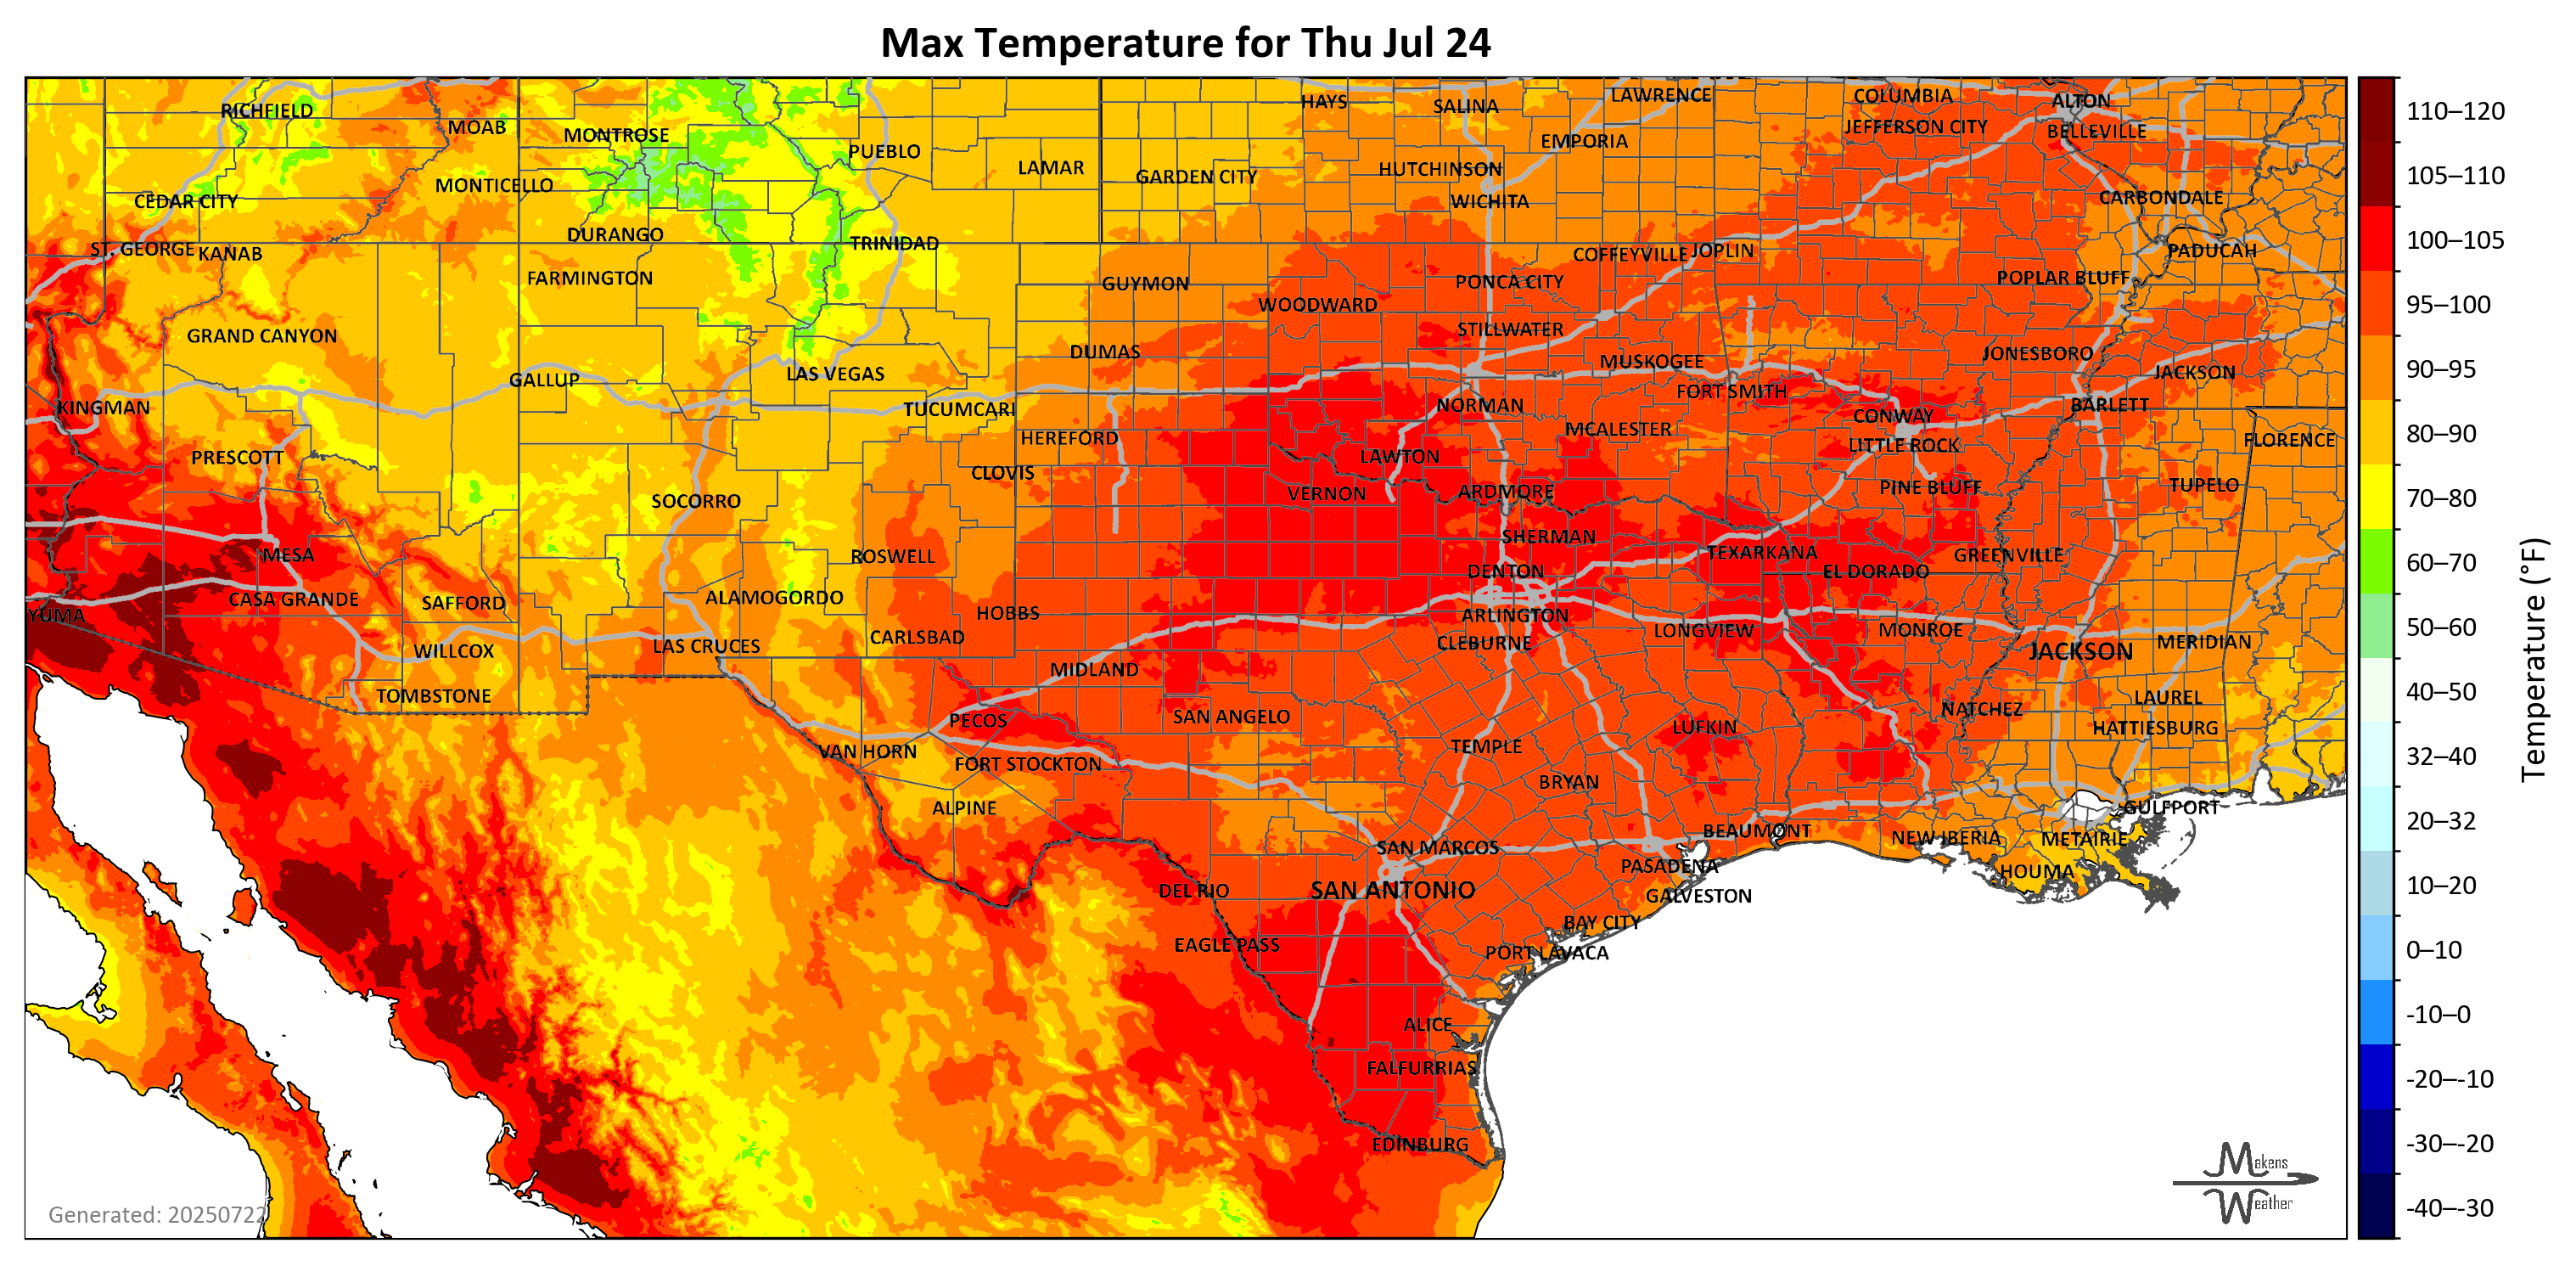 Max Temperature for Thu Jul 24
RICHFIELD
MOAB
MONTROSE
PUEBLO
LAMAR
HAYS
SALINA
LAWRENCE
COLUMBIA
ALTON
JEFFERSON CITY
BELLEVILLE
EMPORIA
GARDEN CITY
HUTCHINSON
WICHITA
CEDAR CITY
MONTICELLO
CARBONDALE
DURANGO
TRINIDAD
ST. GEORGE
KANAB
FARMINGTON
GUYMON
COFFEYVILLE
JOPLIN
PADUCAH
POPLAR BLUFF
PONCA CITY
WOODWARD
STILLWATER
GRAND CANYON
DUMAS
MUSKOGEE
JONESBORO
JACKSON
GALLUP
LAS VEGAS
FORT SMITH
KINGMAN
TUCUMCARI
NORMAN
CONWAY
BARLETT
HEREFORD
MCALESTER
LITTLE ROCK
FLORENCE
PRESCOTT
CLOVIS
LAWTON
SOCORRO
VERNON
ARDMORE
PINE BLUFF
TUPELO
SHERMAN
MESA
ROSWELL
TEXARKANA
GREENVILLE
DENTON
EL DORADO
CASA GRANDE
SAFFORD
ALAMOGORDO
HOBBS
YUMA
ARLINGTON
CARLSBAD
CLEBURNE
LONGVIEW
MONROE
LAS CRUCES
WILLCOX
JACKSON
MERIDIAN
MIDLAND
TOMBSTONE
LAUREL
PECOS
SAN ANGELO
NATCHEZ
LUFKIN
HATTIESBURG
VAN HORN
TEMPLE
FORT STOCKTON
BRYAN
ALPINE
GULFPORT
BEAUMONT
NEW IBERIA
METAIRIE
SAN MARCOS
PASADENA
HOUMA
DEL RIO
SAN ANTONIO
GALVESTON
BAY CITY
EAGLE PASS
PORT LAVACA
ALICE
FALFURRIAS
EDINBURG
Generated: 20250722
Makens
Weather
110–120
105–110
100–105
95–100
90–95
80–90
70–80
60–70
50–60
40–50
32–40
20–32
10–20
0–10
-10–0
-20–-10
-30–-20
-40–-30
Temperature (°F)